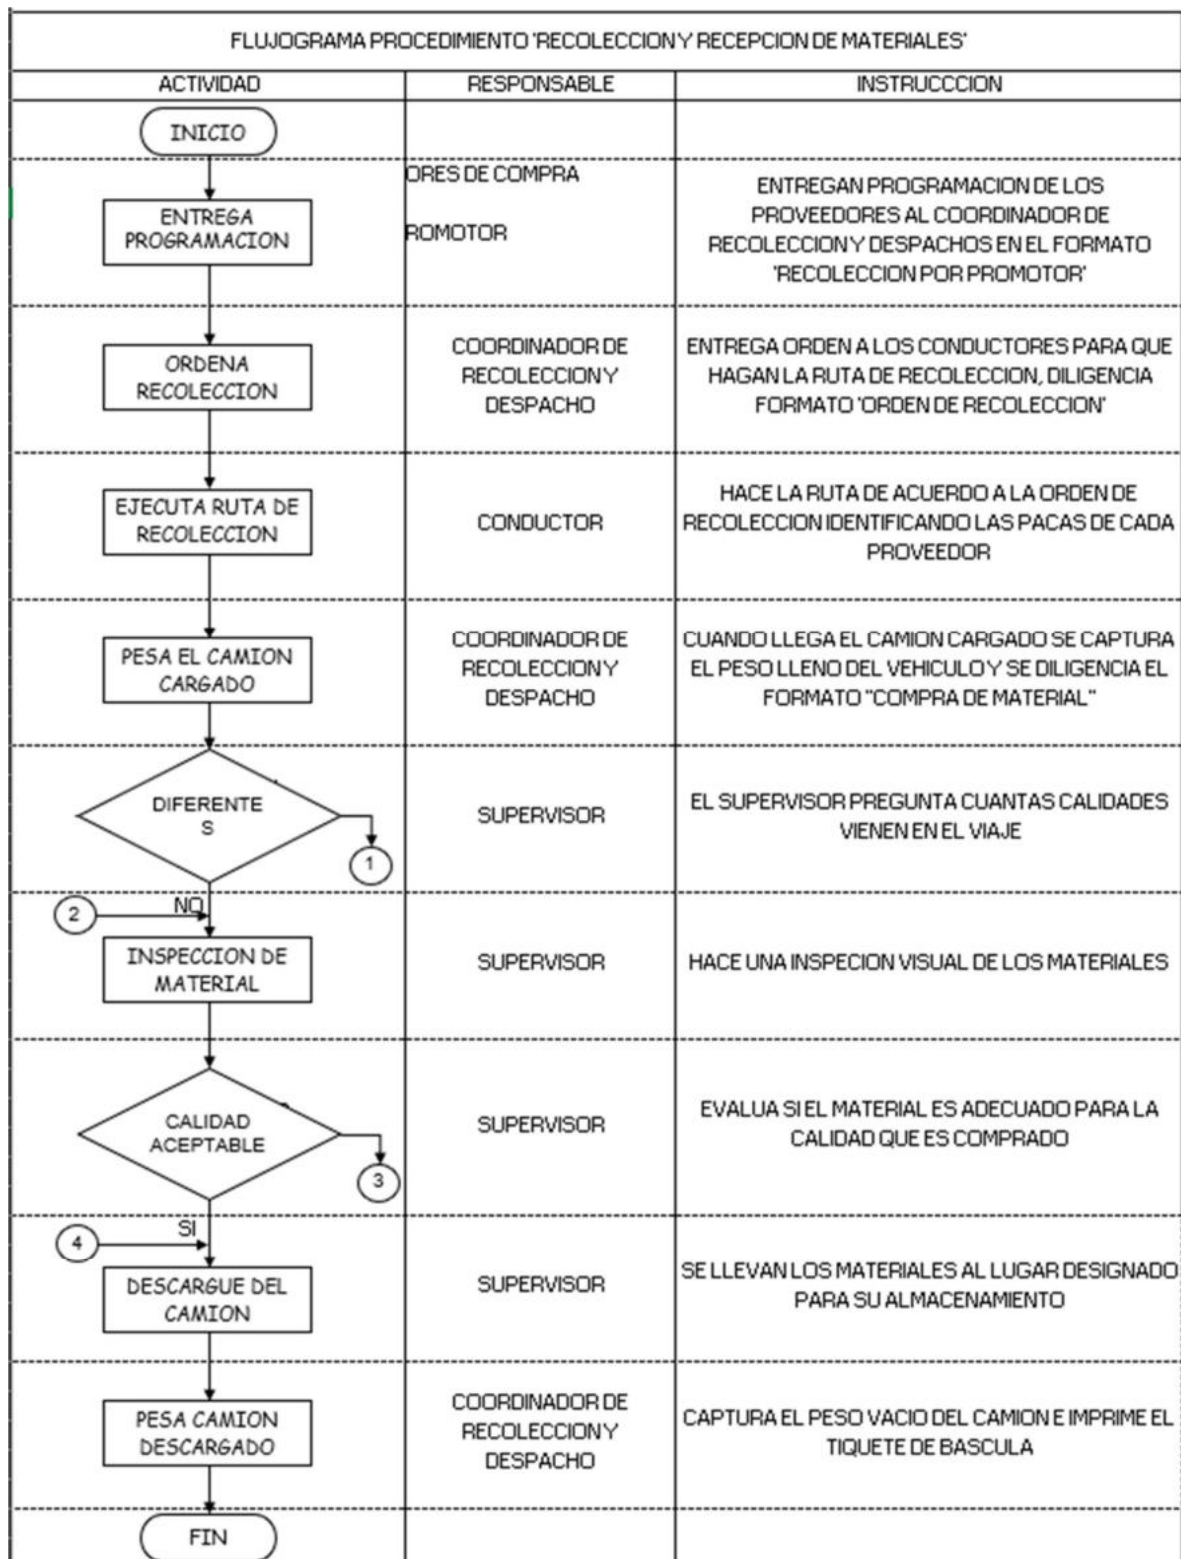 FLUJOGRAMA PROCEDIMIENTO 'RECOLECCION Y RECEPCION DE MATERIALES'
ACTIVIDAD RESPONSABLE INSTRUCCCION
INICIO
ENTREGA
PROGRAMACION
ORES DE COMPRA
ROMOTOR
ENTREGAN PROGRAMACION DE LOS
PROVEEDORES AL COORDINADOR DE
RECOLECCION Y DESPACHOS EN EL FORMATO
'RECOLECCION POR PROMOTOR'
ORDENA
RECOLECCION
COORDINADOR DE
RECOLECCION Y
DESPACHO
ENTREGA ORDEN A LOS CONDUCTORES PARA QUE
HAGAN LA RUTA DE RECOLECCION, DILIGENCIA
FORMATO 'ORDEN DE RECOLECCION'
EJECUTA RUTA DE
RECOLECCION
CONDUCTOR
HACE LA RUTA DE ACUERDO A LA ORDEN DE
RECOLECCION IDENTIFICANDO LAS PACAS DE CADA
PROVEEDOR
PESA EL CAMION
CARGADO
COORDINADOR DE
RECOLECCION Y
DESPACHO
CUANDO LLEGA EL CAMION CARGADO SE CAPTURA
EL PESO LLENO DEL VEHICULO Y SE DILIGENCIA EL
FORMATO "COMPRA DE MATERIAL"
DIFERENTE
S
1
SUPERVISOR
EL SUPERVISOR PREGUNTA CUANTAS CALIDADES
VIENEN EN EL VIAJE
2
NO
INSPECCION DE
MATERIAL
SUPERVISOR
HACE UNA INSPECION VISUAL DE LOS MATERIALES
CALIDAD
ACEPTABLE
3
SUPERVISOR
EVALUA SI EL MATERIAL ES ADECUADO PARA LA
CALIDAD QUE ES COMPRADO
4
SI
DESCARGUE DEL
CAMION
SUPERVISOR
SE LLEVAN LOS MATERIALES AL LUGAR DESIGNADO
PARA SU ALMACENAMIENTO
PESA CAMION
DESCARGADO
COORDINADOR DE
RECOLECCION Y
DESPACHO
CAPTURA EL PESO VACIO DEL CAMION E IMPRIME EL
TIQUETE DE BASCULA
FIN